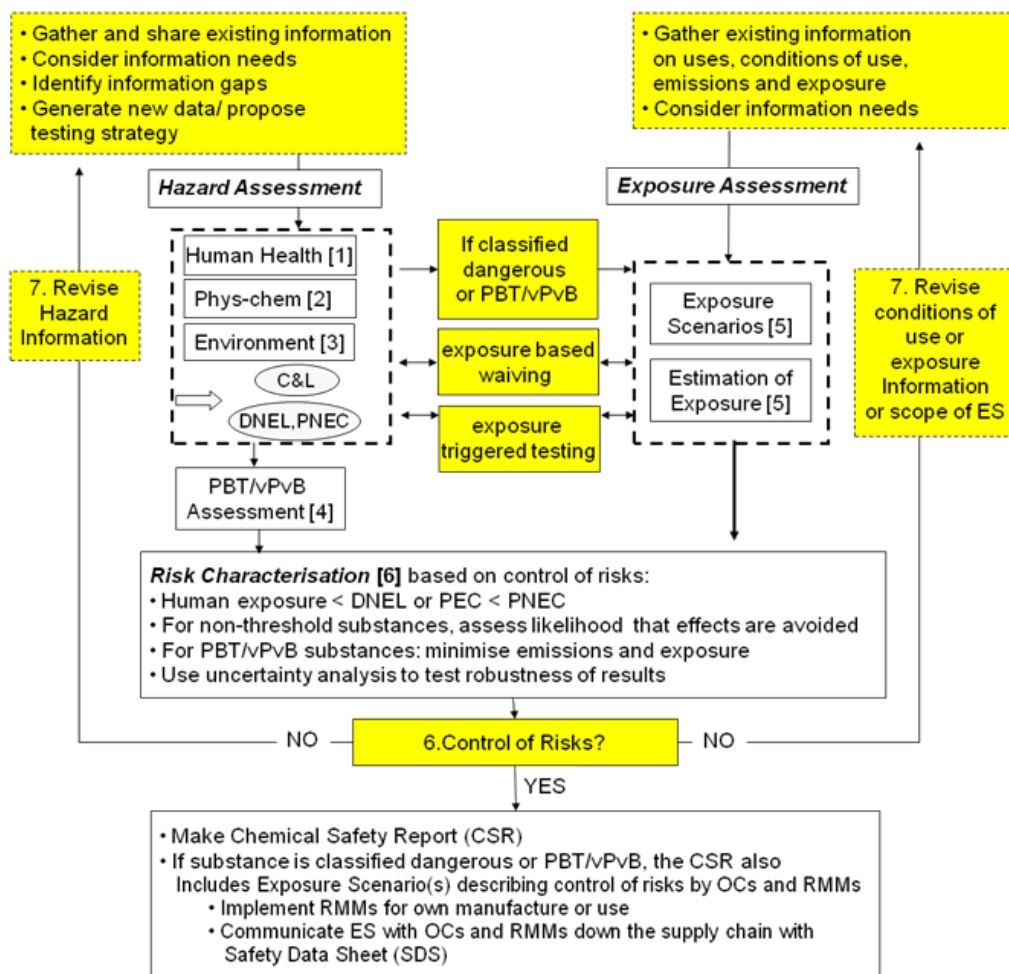 • Gather and share existing information
• Consider information needs
• Identify information gaps
• Generate new data/ propose
testing strategy
• Gather existing information
on uses, conditions of use,
emissions and exposure
• Consider information needs
Hazard Assessment
Exposure Assessment
Human Health [1]
Phys-chem [2]
Environment [3]
C&L
DNEL,PNEC
If classified
dangerous
or PBT/vPvB
exposure based
waiving
exposure
triggered testing
Exposure
Scenarios [5]
Estimation of
Exposure [5]
7. Revise
Hazard
Information
7. Revise
conditions of
use or
exposure
Information
or scope of ES
PBT/vPvB
Assessment [4]
Risk Characterisation [6] based on control of risks:
• Human exposure < DNEL or PEC < PNEC
• For non-threshold substances, assess likelihood that effects are avoided
• For PBT/vPvB substances: minimise emissions and exposure
• Use uncertainty analysis to test robustness of results
NO
6.Control of Risks?
NO
YES
• Make Chemical Safety Report (CSR)
• If substance is classified dangerous or PBT/vPvB, the CSR also
Includes Exposure Scenario(s) describing control of risks by OCs and RMMs
• Implement RMMs for own manufacture or use
• Communicate ES with OCs and RMMs down the supply chain with
Safety Data Sheet (SDS)